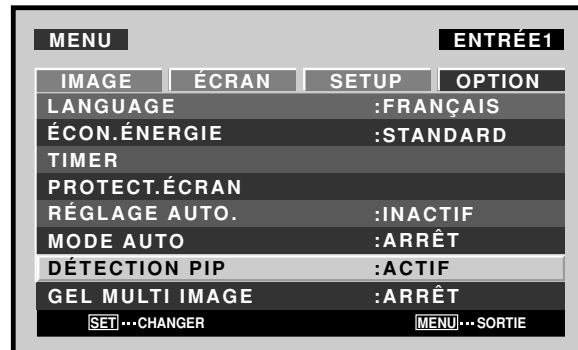 MENU ENTRÉE1
IMAGE ÉCRAN SETUP OPTION
LANGUAGE :FRANÇAIS
ÉCON.ÉNERGIE :STANDARD
TIMER
PROTECT.ÉCRAN
RÉGLAGE AUTO. :INACTIF
MODE AUTO :ARRÊT
DÉTECTION PIP :ACTIF
GEL MULTI IMAGE :ARRÊT
SET···CHANGER MENU···SORTIE